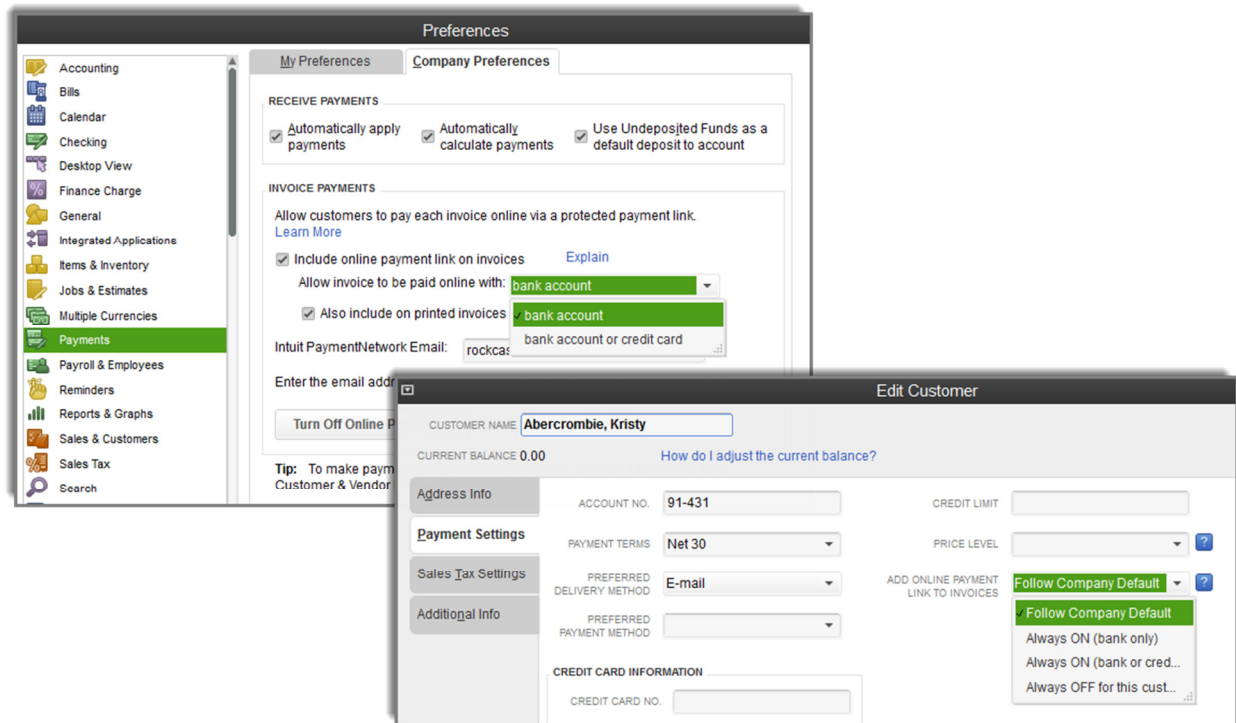 Preferences
Accounting
Bills
Calendar
Checking
Desktop View
Finance Charge
General
Integrated Applications
Items & Inventory
Jobs & Estimates
Multiple Currencies
Payments
Payroll & Employees
Reminders
Reports & Graphs
Sales & Customers
Sales Tax
Search
My Preferences
Company Preferences
RECEIVE PAYMENTS
Automatically apply
payments
Automatically
calculate payments
Use Undeposited Funds as a
default deposit to account
INVOICE PAYMENTS
Allow customers to pay each invoice online via a protected payment link.
Learn More
Include online payment link on invoices
Explain
Allow invoice to be paid online with:
bank account
Also include on printed invoices
bank account
bank account or credit card
Intuit PaymentNetwork Email:
rockcas
Enter the email addr
Turn Off Online P
Tip: To make paym
Customer & Vendor
Edit Customer
CUSTOMER NAME Abercrombie, Kristy
CURRENT BALANCE 0.00
How do I adjust the current balance?
Address Info
Payment Settings
Sales Tax Settings
Additional Info
ACCOUNT NO. 91-431
PAYMENT TERMS Net 30
PREFERRED
DELIVERY METHOD
E-mail
PREFERRED
PAYMENT METHOD
CREDIT CARD INFORMATION
CREDIT CARD NO.
CREDIT LIMIT
PRICE LEVEL
?
ADD ONLINE PAYMENT
LINK TO INVOICES
Follow Company Default
?
Follow Company Default
Always ON (bank only)
Always ON (bank or cred...
Always OFF for this cust...